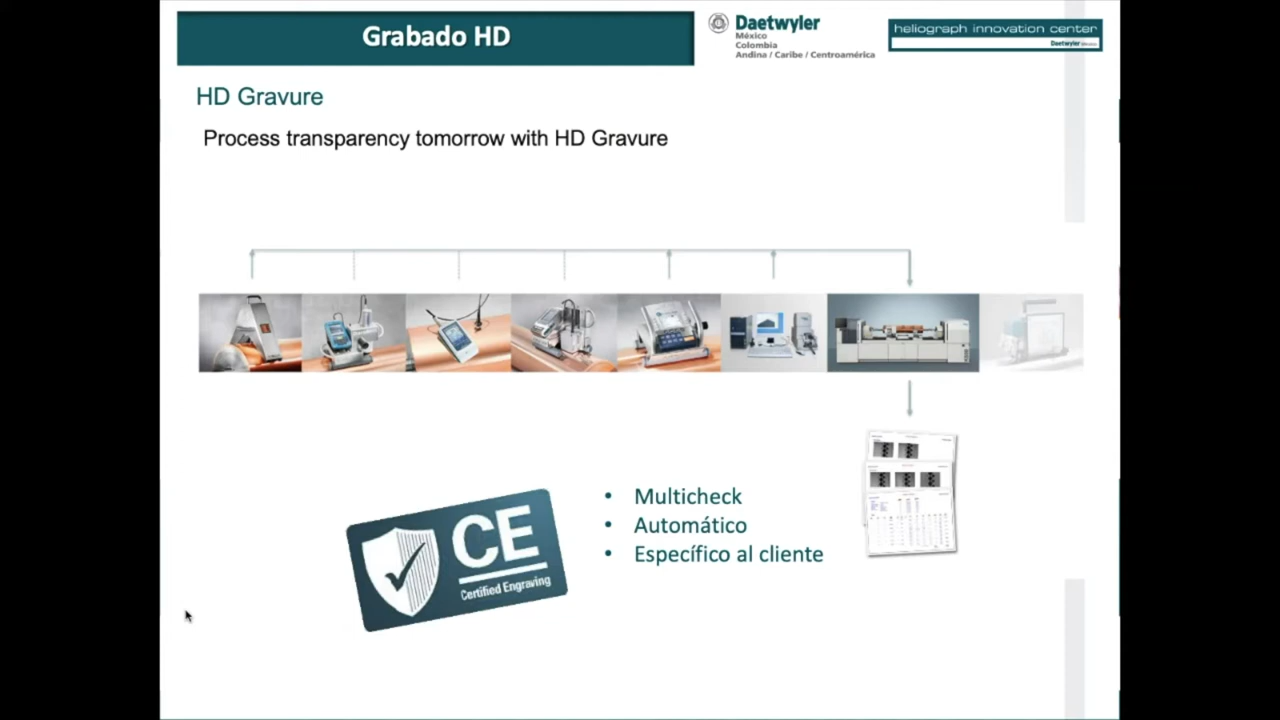 Grabado HD
Daetwyler
México
Colombia
Andina / Caribe / Centroamérica
heliograph innovation center
Daetwyler
HD Gravure
Process transparency tomorrow with HD Gravure
CE
Certified Engraving
• Multicheck
• Automático
• Específico al cliente